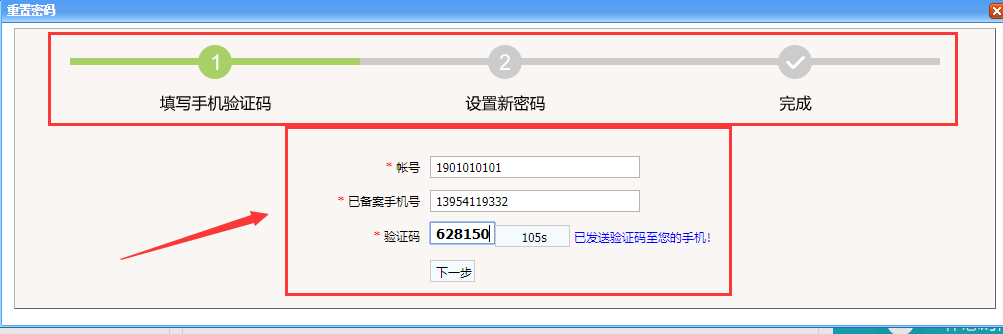 重置密码
1
2
填写手机验证码
设置新密码
完成
* 帐号 1901010101
* 已备案手机号 13954119332
* 验证码 628150 105s 已发送验证码至您的手机!
下一步